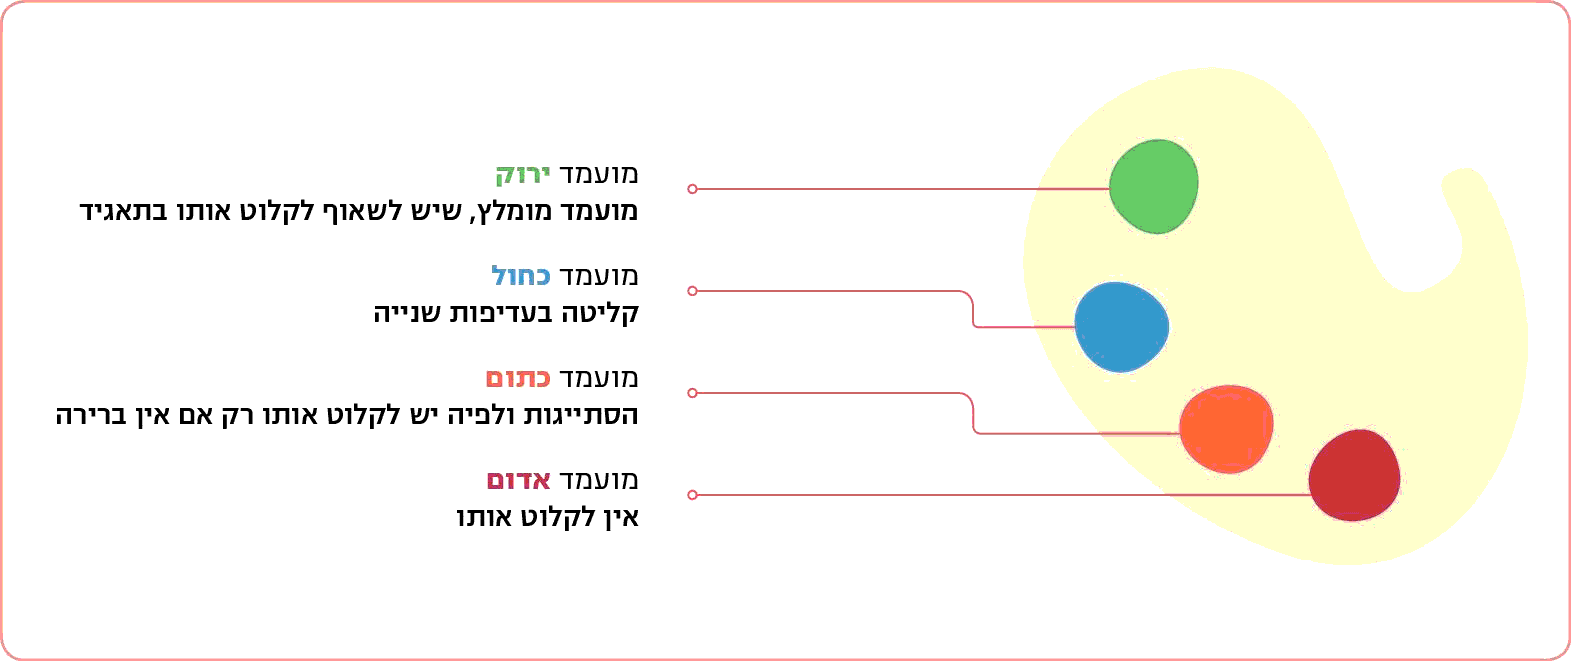 מועמד ירוק
מועמד מומלץ, שיש לשאוף לקלוט אותו בתאגיד
מועמד כחול
קליטה בעדיפות שנייה
מועמד כתום
הסתייגות ולפיה יש לקלוט אותו רק אם אין ברירה
מועמד אדום
אין לקלוט אותו